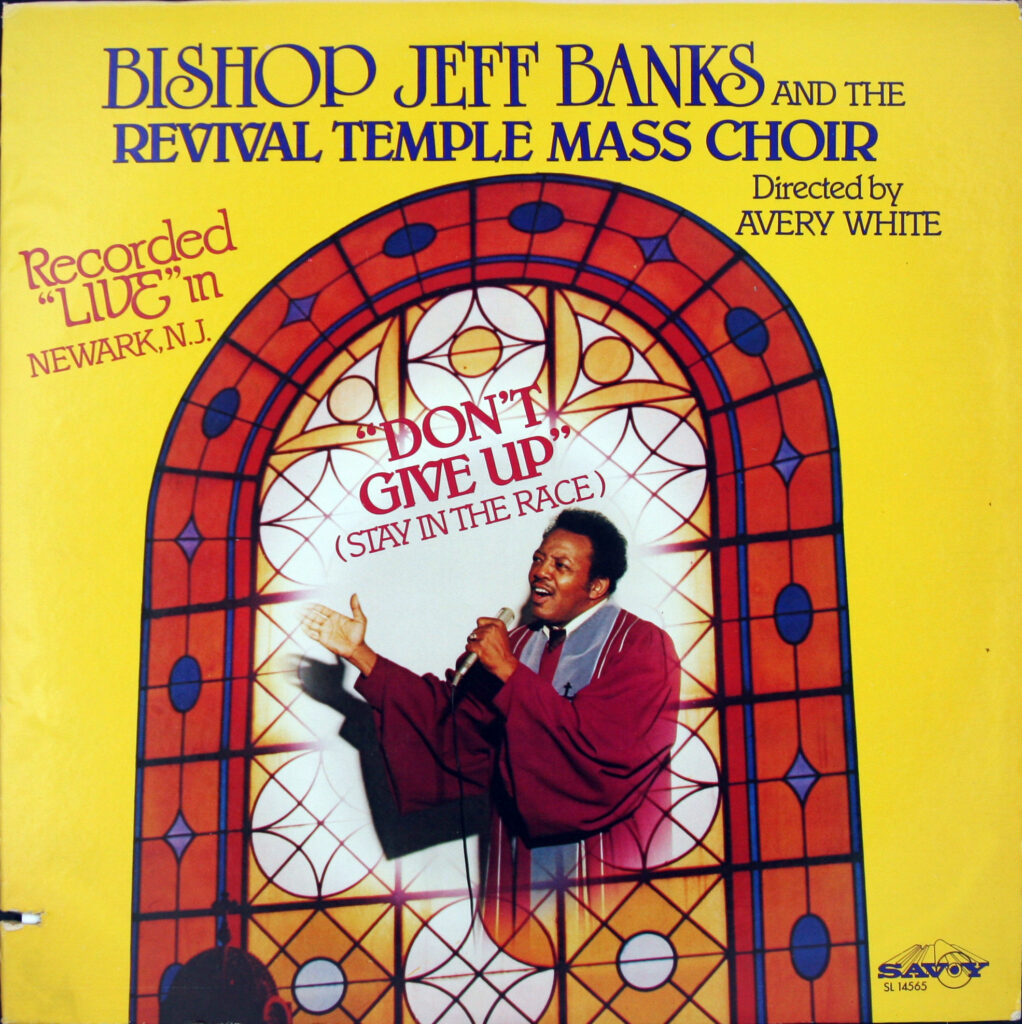 BISHOP JEFF BANKS AND THE
REVIVAL TEMPLE MASS CHOIR
Directed by
AVERY WHITE
Recorded
“LIVE” in
NEWARK, N.J.
“DON’T
GIVE UP”
(STAY IN THE RACE)
SAVOY
SL 14565